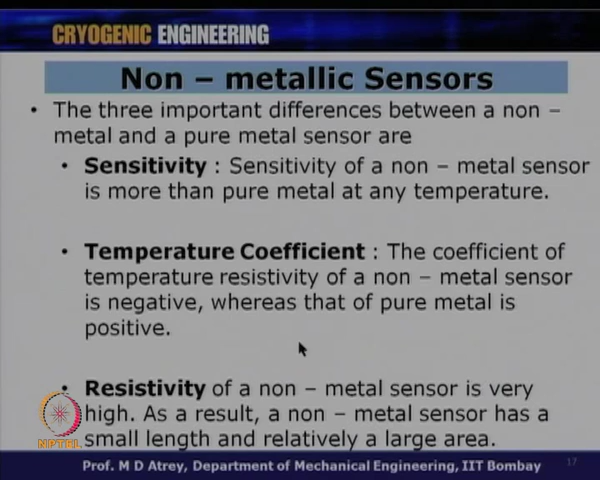 CRYOGENIC ENGINEERING
Non – metallic Sensors
• The three important differences between a non –
metal and a pure metal sensor are
• Sensitivity : Sensitivity of a non – metal sensor
is more than pure metal at any temperature.
• Temperature Coefficient : The coefficient of
temperature resistivity of a non – metal sensor
is negative, whereas that of pure metal is
positive.
• Resistivity of a non – metal sensor is very
high. As a result, a non – metal sensor has a
small length and relatively a large area.
NPTEL
Prof. M D Atrey, Department of Mechanical Engineering, IIT Bombay
17